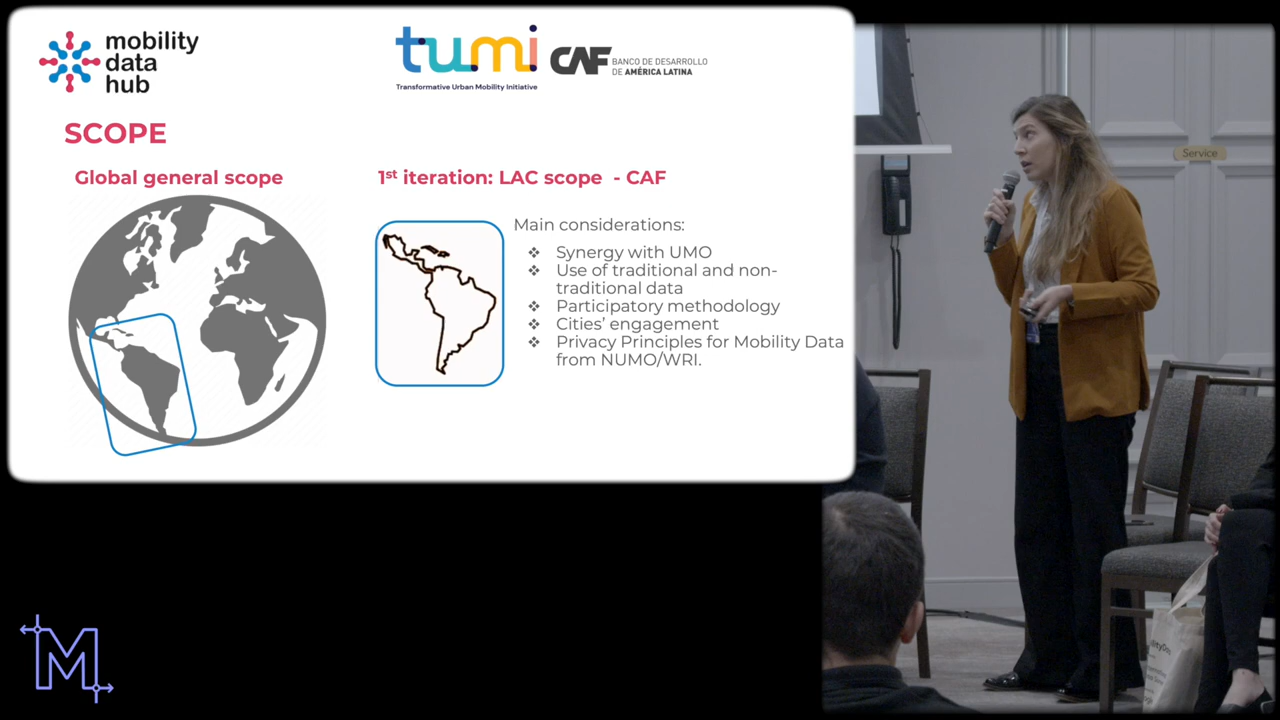 mobility
data
hub
tumi
Transformative Urban Mobility Initiative
CAF
BANCO DE DESARROLLO
DE AMÉRICA LATINA
SCOPE
Global general scope
1st iteration: LAC scope - CAF
Main considerations:
❖ Synergy with UMO
❖ Use of traditional and non-
traditional data
❖ Participatory methodology
❖ Cities' engagement
❖ Privacy Principles for Mobility Data
from NUMO/WRI.
Service
M